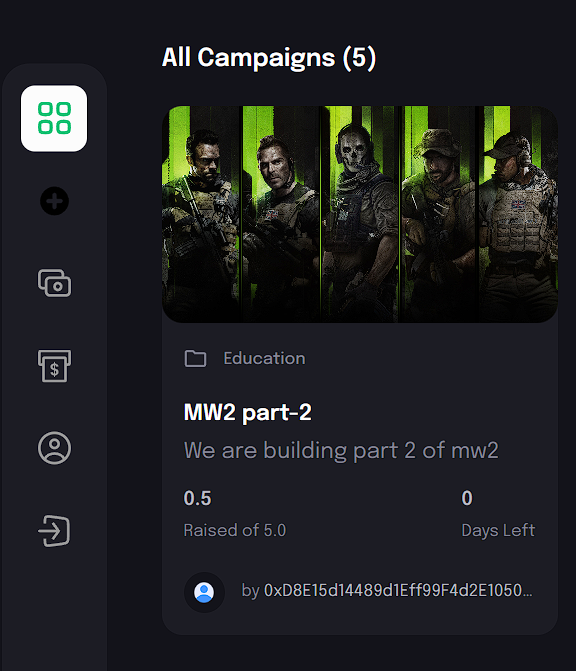 All Campaigns (5)
$
Education
MW2 part-2
We are building part 2 of mw2
0.5
0
Raised of 5.0
Days Left
by 0xD8E15d14489d1Eff99F4d2E1050...